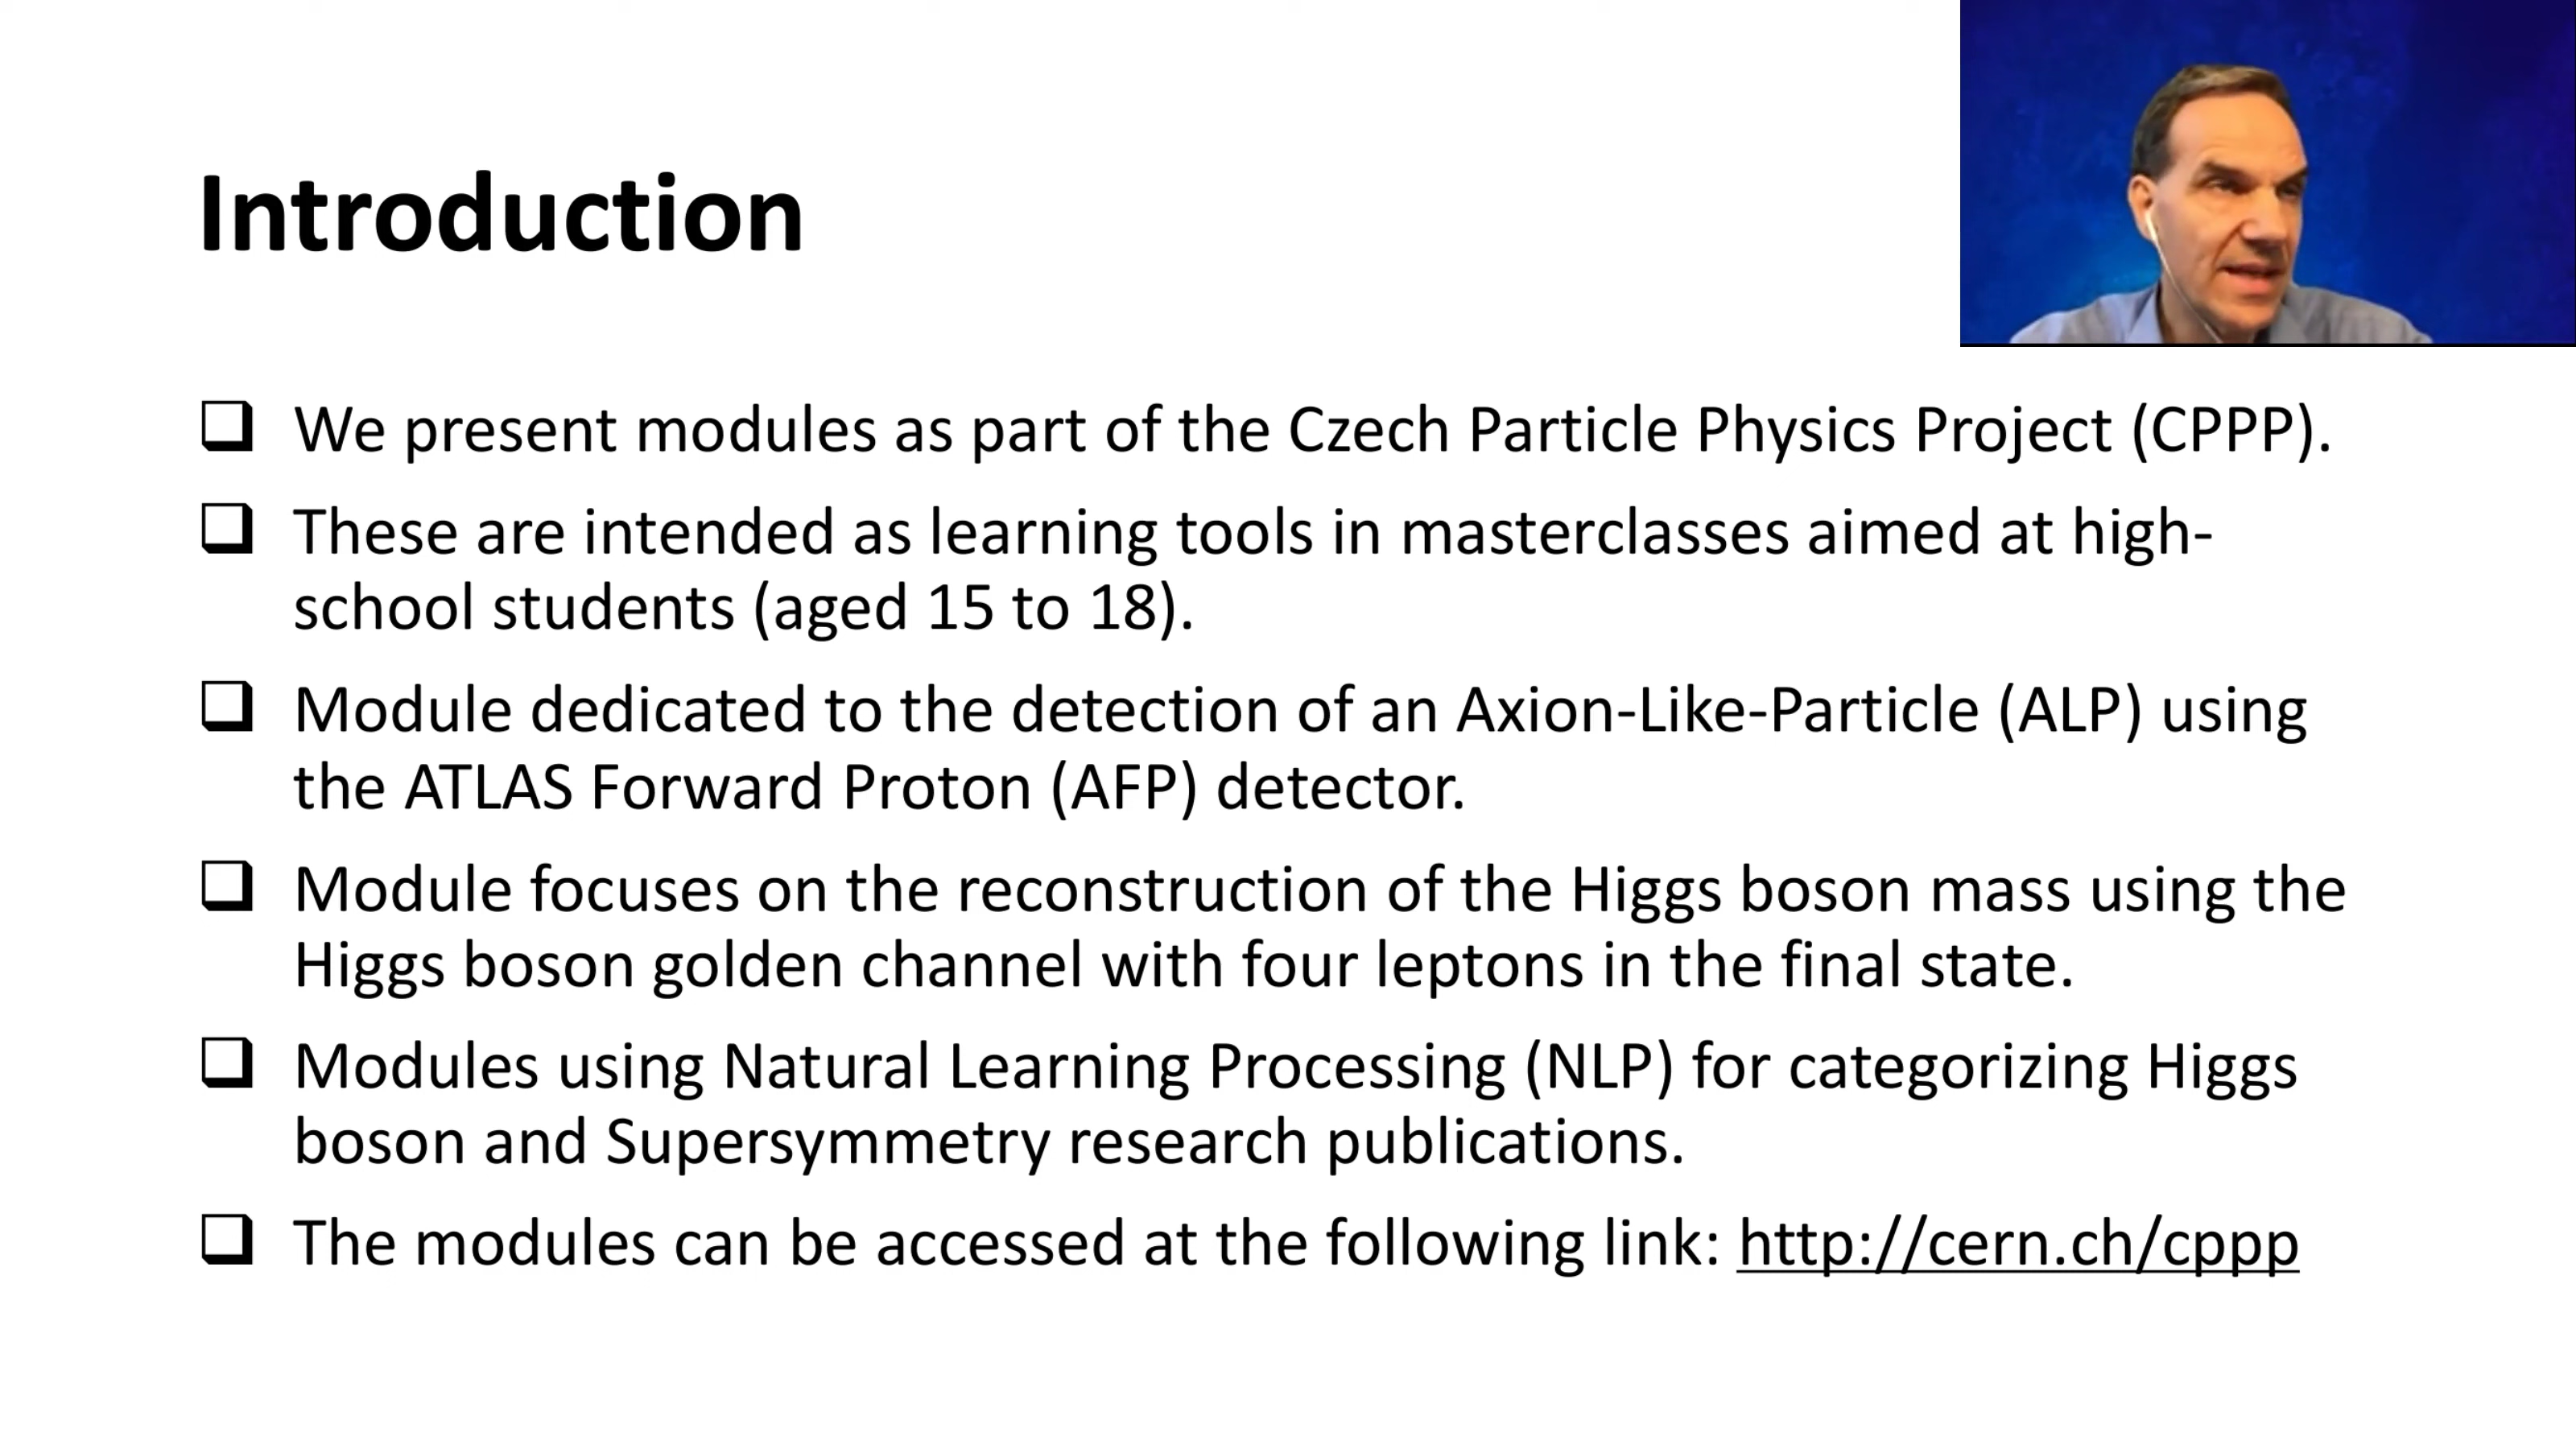 Introduction
We present modules as part of the Czech Particle Physics Project (CPPP).
These are intended as learning tools in masterclasses aimed at high-
school students (aged 15 to 18).
Module dedicated to the detection of an Axion-Like-Particle (ALP) using
the ATLAS Forward Proton (AFP) detector.
Module focuses on the reconstruction of the Higgs boson mass using the
Higgs boson golden channel with four leptons in the final state.
Modules using Natural Learning Processing (NLP) for categorizing Higgs
boson and Supersymmetry research publications.
The modules can be accessed at the following link: http://cern.ch/cppp